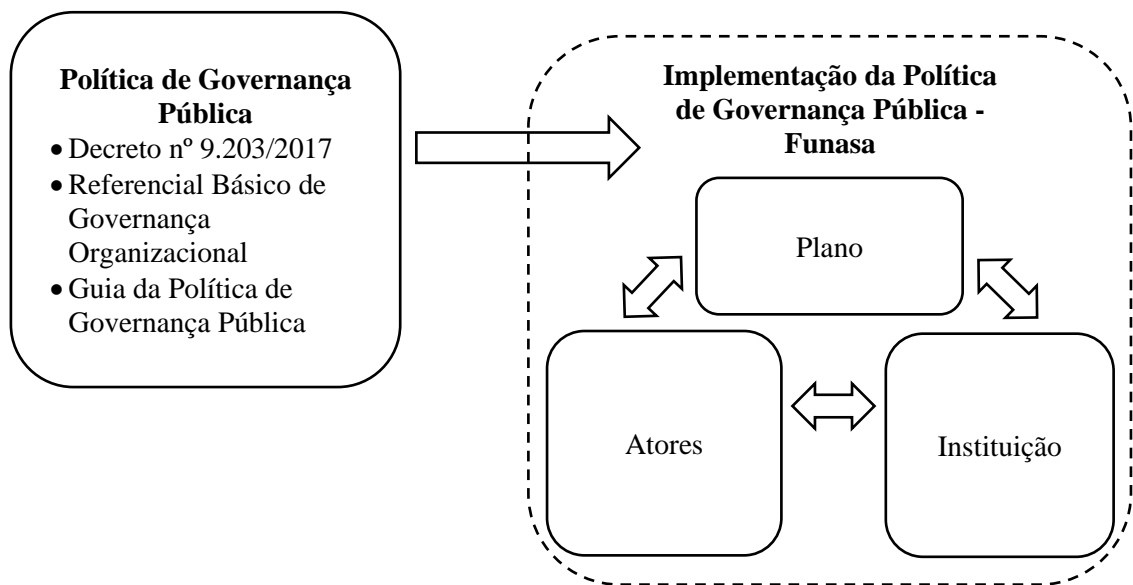 Política de Governança
Pública
• Decreto nº 9.203/2017
• Referencial Básico de
Governança
Organizacional
• Guia da Política de
Governança Pública
Implementação da Política
de Governança Pública -
Funasa
Plano
Atores
Instituição